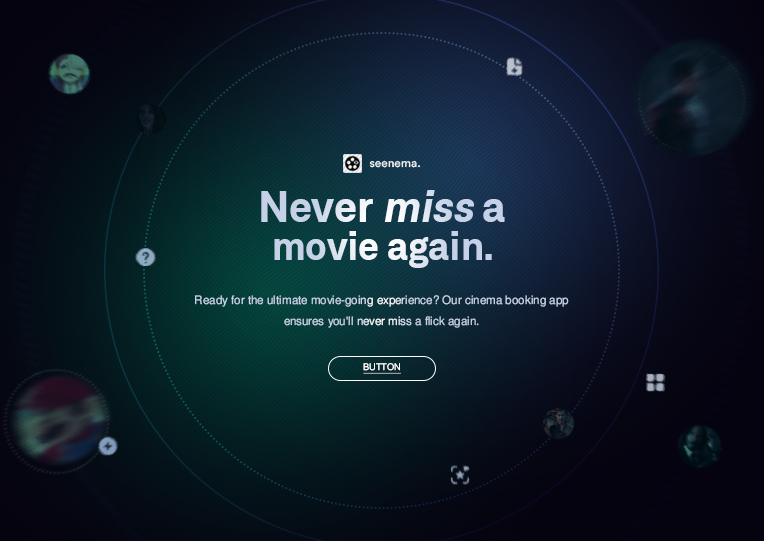 seenema.
Never miss a
movie again.
Ready for the ultimate movie-going experience? Our cinema booking app
ensures you'll never miss a flick again.
?
BUTTON